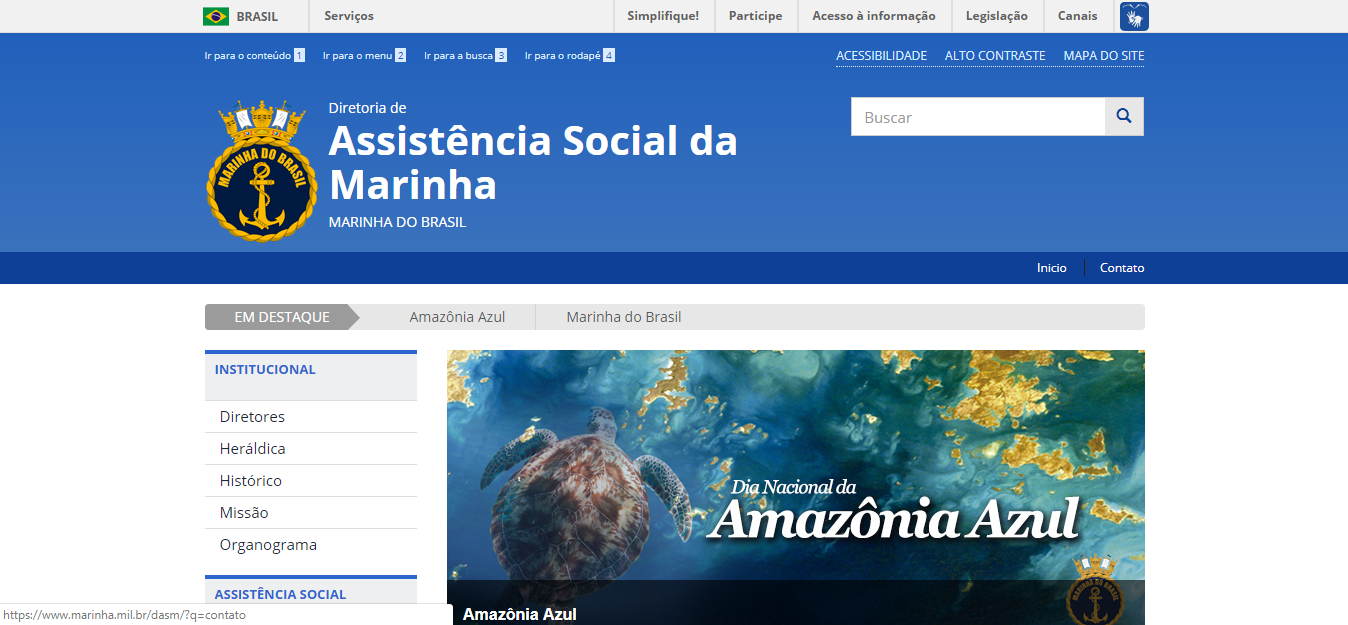 BRASIL Serviços Simplifique! Participe Acesso à informação Legislação Canais
Ir para o conteúdo 1 Ir para o menu 2 Ir para a busca 3 Ir para o rodapé 4 ACESSIBILIDADE ALTO CONTRASTE MAPA DO SITE
Diretoria de
Assistência Social da
Marinha
MARINHA DO BRASIL
MARINHA DO BRASIL
Buscar
Inicio Contato
EM DESTAQUE Amazônia Azul Marinha do Brasil
INSTITUCIONAL
Diretores
Heráldica
Histórico
Missão
Organograma
ASSISTÊNCIA SOCIAL
Dia Nacional da
Amazônia Azul
MARINHA DO BRASIL
Amazônia Azul
https://www.marinha.mil.br/dasm/?q=contato